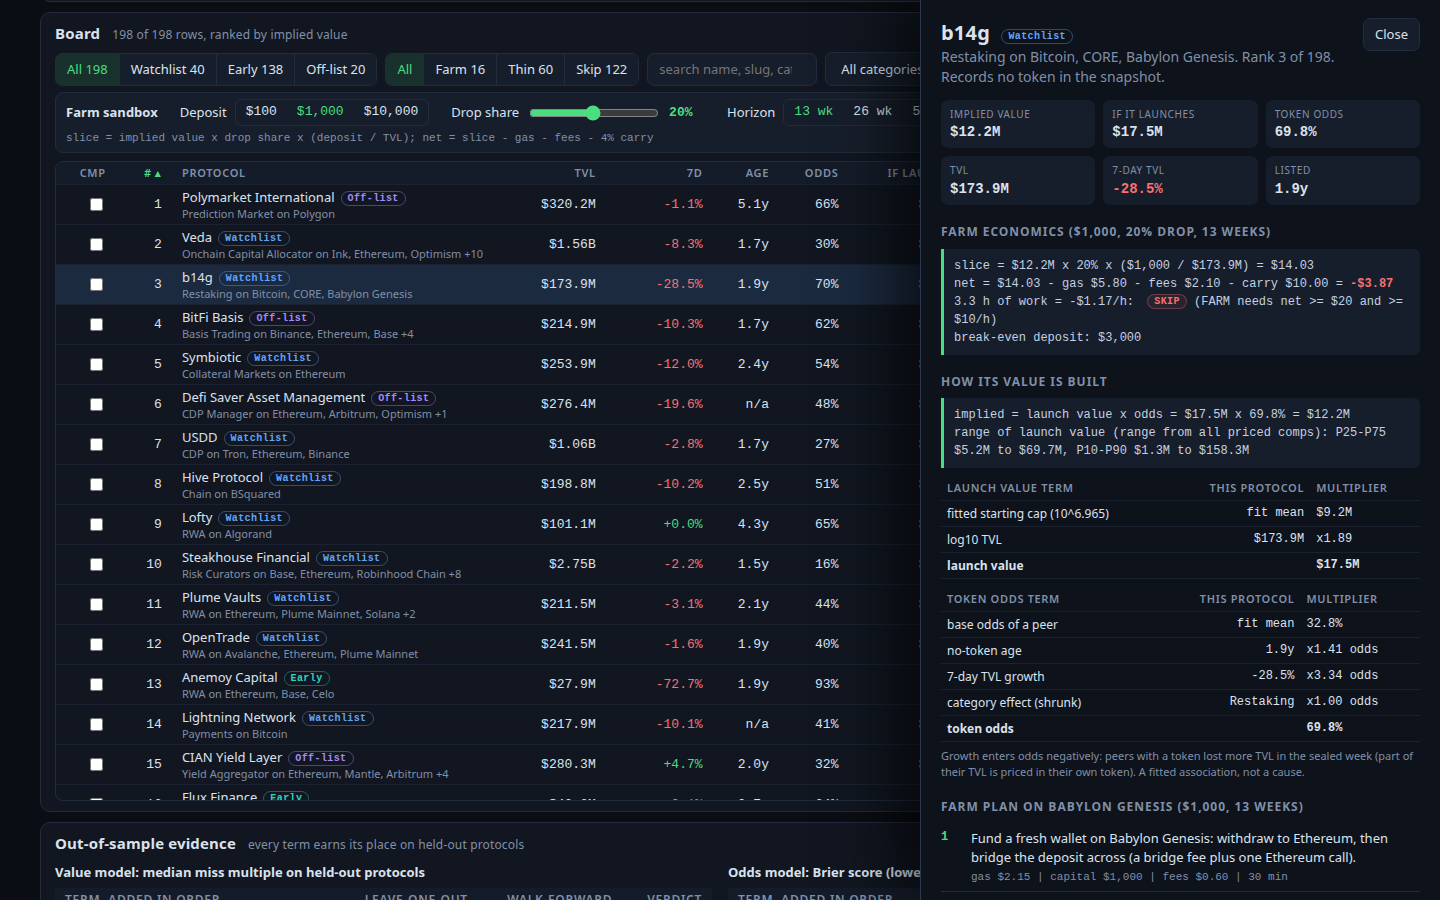 Board 198 of 198 rows, ranked by implied value
All 198 Watchlist 40 Early 138 Off-list 20 All Farm 16 Thin 60 Skip 122 search name, slug, cat All categories
Farm sandbox Deposit $100 $1,000 $10,000 Drop share 20% Horizon 13 wk 26 wk 5
slice = implied value x drop share x (deposit / TVL); net = slice - gas - fees - 4% carry
CMP # ▲ PROTOCOL TVL 7D AGE ODDS IF LAU
1 Polymarket International Off-list $320.2M -1.1% 5.1y 66%
Prediction Market on Polygon
2 Veda Watchlist $1.56B -8.3% 1.7y 30%
Onchain Capital Allocator on Ink, Ethereum, Optimism +10
3 b14g Watchlist $173.9M -28.5% 1.9y 70%
Restaking on Bitcoin, CORE, Babylon Genesis
4 BitFi Basis Off-list $214.9M -10.3% 1.7y 62%
Basis Trading on Binance, Ethereum, Base +4
5 Symbiotic Watchlist $253.9M -12.0% 2.4y 54%
Collateral Markets on Ethereum
6 Defi Saver Asset Management Off-list $276.4M -19.6% n/a 48%
CDP Manager on Ethereum, Arbitrum, Optimism +1
7 USDD Watchlist $1.06B -2.8% 1.7y 27%
CDP on Tron, Ethereum, Binance
8 Hive Protocol Watchlist $198.8M -10.2% 2.5y 51%
Chain on BSquared
9 Lofty Watchlist $101.1M +0.0% 4.3y 65%
RWA on Algorand
10 Steakhouse Financial Watchlist $2.75B -2.2% 1.5y 16%
Risk Curators on Base, Ethereum, Robinhood Chain +8
11 Plume Vaults Watchlist $211.5M -3.1% 2.1y 44%
RWA on Ethereum, Plume Mainnet, Solana +2
12 OpenTrade Watchlist $241.5M -1.6% 1.9y 40%
RWA on Avalanche, Ethereum, Plume Mainnet
13 Anemoy Capital Early $27.9M -72.7% 1.9y 93%
RWA on Ethereum, Base, Celo
14 Lightning Network Watchlist $217.9M -10.1% n/a 41%
Payments on Bitcoin
15 CIAN Yield Layer Off-list $280.3M +4.7% 2.0y 32%
Yield Aggregator on Ethereum, Mantle, Arbitrum +4
Flux Finance Early
Out-of-sample evidence every term earns its place on held-out protocols
Value model: median miss multiple on held-out protocols Odds model: Brier score (lowe
TERM, ADDED IN ORDER LEAVE-ONE-OUT WALK-FORWARD VERDICT TERM, ADDED IN ORDER
b14g Watchlist Close
Restaking on Bitcoin, CORE, Babylon Genesis. Rank 3 of 198.
Records no token in the snapshot.
IMPLIED VALUE IF IT LAUNCHES TOKEN ODDS
$12.2M $17.5M 69.8%
TVL 7-DAY TVL LISTED
$173.9M -28.5% 1.9y
FARM ECONOMICS ($1,000, 20% DROP, 13 WEEKS)
slice = $12.2M x 20% x ($1,000 / $173.9M) = $14.03
net = $14.03 - gas $5.80 - fees $2.10 - carry $10.00 = -$3.87
3.3 h of work = -$1.17/h: SKIP (FARM needs net >= $20 and >=
$10/h)
break-even deposit: $3,000
HOW ITS VALUE IS BUILT
implied = launch value x odds = $17.5M x 69.8% = $12.2M
range of launch value (range from all priced comps): P25-P75
$5.2M to $69.7M, P10-P90 $1.3M to $158.3M
LAUNCH VALUE TERM THIS PROTOCOL MULTIPLIER
fitted starting cap (10^6.965) fit mean $9.2M
log10 TVL $173.9M x1.89
launch value $17.5M
TOKEN ODDS TERM THIS PROTOCOL MULTIPLIER
base odds of a peer fit mean 32.8%
no-token age 1.9y x1.41 odds
7-day TVL growth -28.5% x3.34 odds
category effect (shrunk) Restaking x1.00 odds
token odds 69.8%
Growth enters odds negatively: peers with a token lost more TVL in the sealed week (part of
their TVL is priced in their own token). A fitted association, not a cause.
FARM PLAN ON BABYLON GENESIS ($1,000, 13 WEEKS)
1 Fund a fresh wallet on Babylon Genesis: withdraw to Ethereum, then
bridge the deposit across (a bridge fee plus one Ethereum call).
gas $2.15 | capital $1,000 | fees $0.60 | 30 min